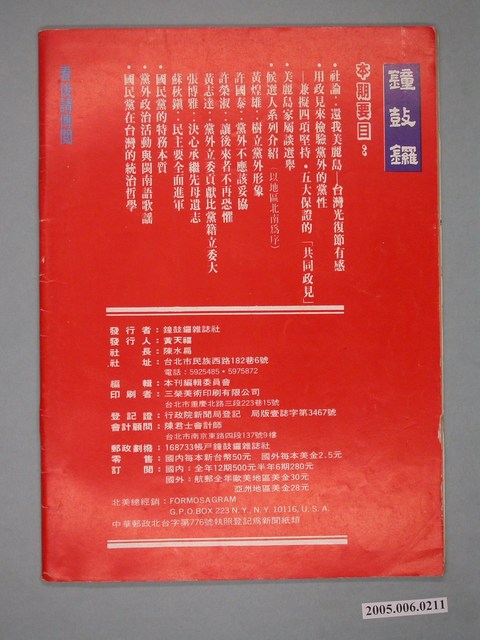 鐘鼓鑼
本期要目：
•社論：還我美麗島—台灣光復節有感
•用政見來檢驗黨外的黨性
—兼擬四項堅持•五大保證的「共同政見」
•美麗島家屬談選舉
•候選人系列介紹（以地區北南為序）
黃煌雄：樹立黨外形象
許國泰：黨外不應該妥協
許榮淑：讓後來者不再恐懼
黃志達：黨外立委貢獻比黨籍立委大
張博雅：決心承繼先母遺志
蘇秋鎮：民主要全面進軍
•國民黨的特務本質
•黨外政治活動與閩南語歌謠
•國民黨在台灣的統治哲學
看後請傳閱
發行者：鐘鼓鑼雜誌社
發行人：黃天福
社長：陳水扁
社址：台北市民族西路182巷6號
電話：5925485•5975872
編輯：本刊編輯委員會
印刷者：三榮美術印刷有限公司
台北市重慶北路三段223巷15號
登記證：行政院新聞局登記 局版壹誌字第3467號
會計顧問：陳君士會計師
台北市南京東路四段137號9樓
郵政劃撥：168733帳戶鐘鼓鑼雜誌社
零售：國內每本新台幣50元 國外每本美金2.5元
訂閱：國內：全年12期500元半年6期280元
國外：航郵全年歐美地區美金30元
亞洲地區美金28元
北美總經銷：FORMOSAGRAM
G.P.O.BOX 223 N.Y., N.Y. 10116, U.S.A.
中華郵政北台字第776號執照登記為新聞紙類
2005.006.0211